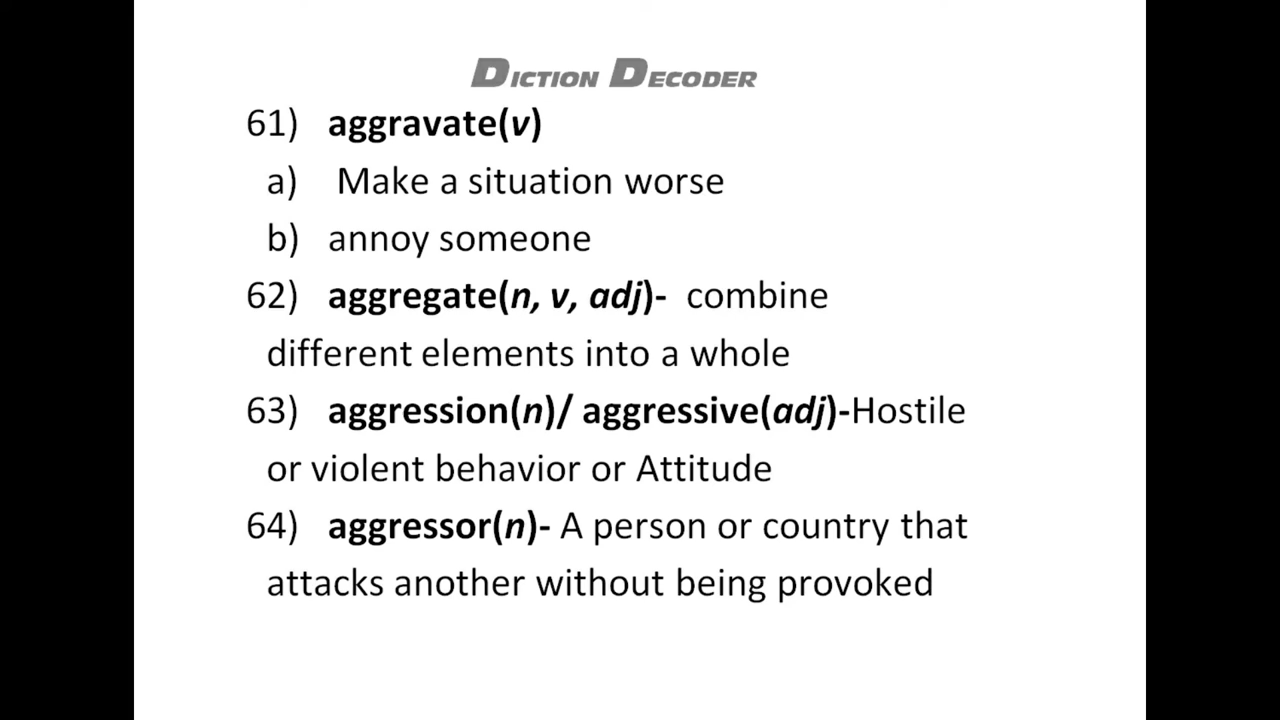 DICTION DECODER
61) aggravate(v)
a) Make a situation worse
b) annoy someone
62) aggregate(n, v, adj)- combine
different elements into a whole
63) aggression(n)/ aggressive(adj)-Hostile
or violent behavior or Attitude
64) aggressor(n)- A person or country that
attacks another without being provoked